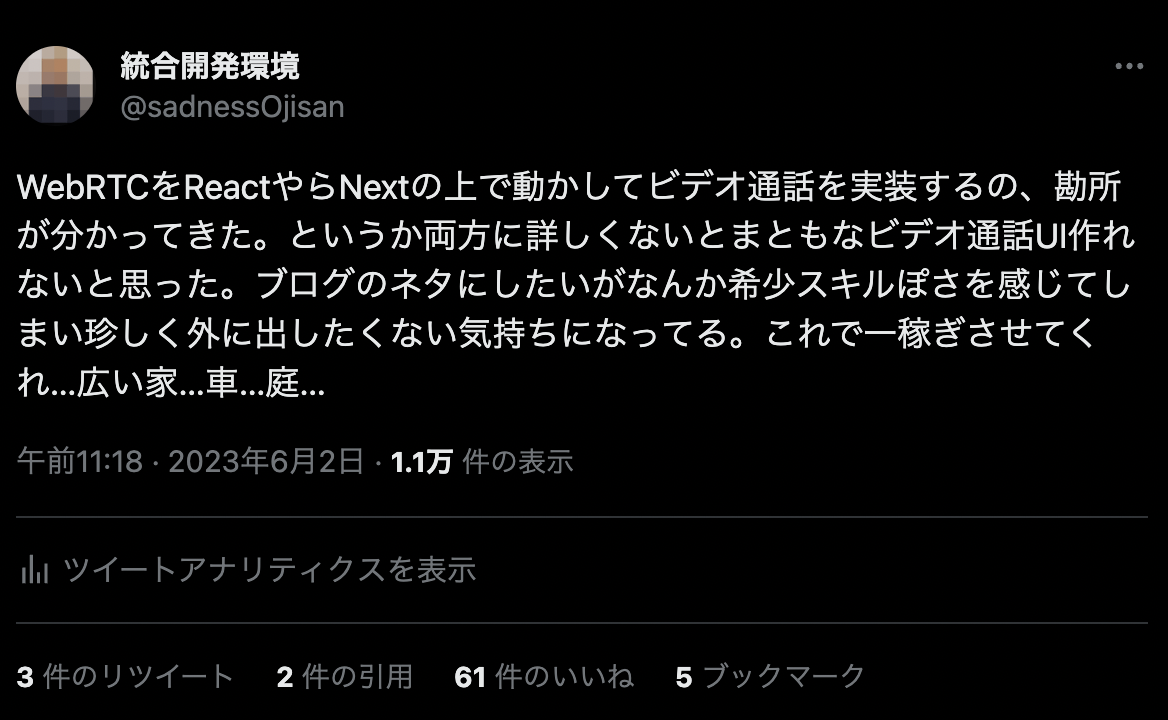 統合開発環境
@sadnessOjisan
WebRTCをReactやらNextの上で動かしてビデオ通話を実装するの、勘所
が分かってきた。というか両方に詳しくないとまともなビデオ通話UI作れ
ないと思った。ブログのネタにしたいがなんか希少スキルぽさを感じてし
まい珍しく外に出したくない気持ちになってる。これで一稼ぎさせてく
れ...広い家...車...庭...
午前11:18 · 2023年6月2日 · 1.1万 件の表示
ツイートアナリティクスを表示
3 件のリツイート 2 件の引用 61 件のいいね 5 ブックマーク